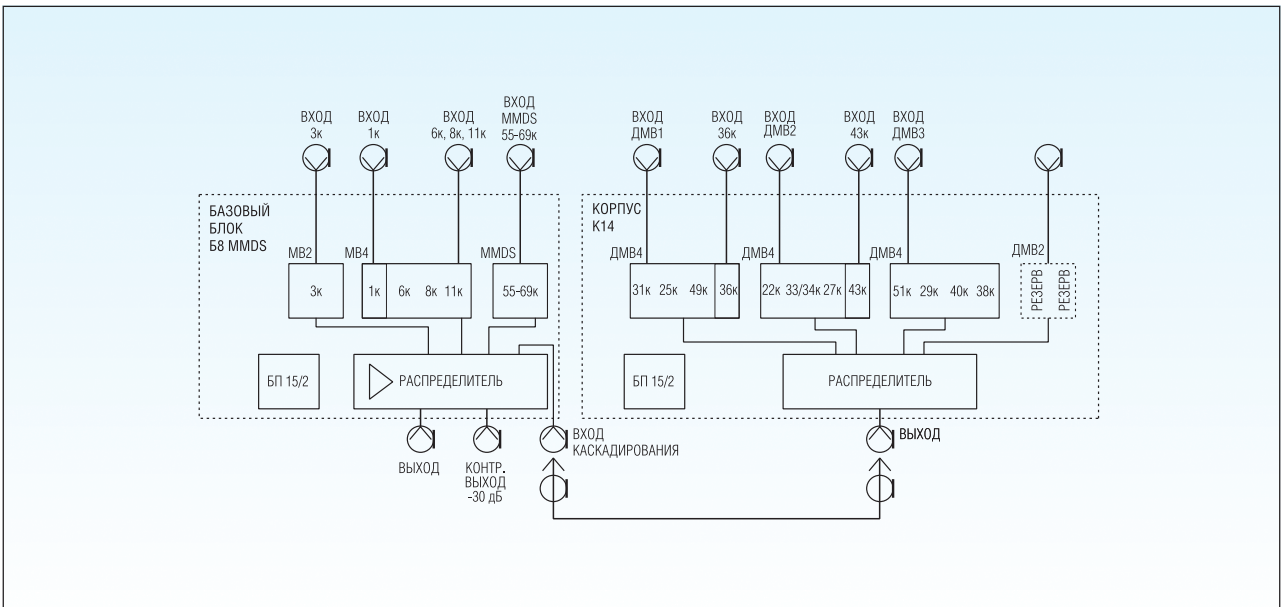 ВХОД
3к
ВХОД
1к
ВХОД
6к, 8к, 11к
ВХОД
MMDS
55-69к
ВХОД
ДМВ1
ВХОД
36к
ВХОД
ДМВ2
ВХОД
43к
ВХОД
ДМВ3
БАЗОВЫЙ
БЛОК
Б8 MMDS
МВ2
3к
МВ4
1к 6к 8к 11к
MMDS
55-69к
БП 15/2
РАСПРЕДЕЛИТЕЛЬ
ВЫХОД
КОНТР.
ВЫХОД
-30 дБ
ВХОД
КАСКАДИРОВАНИЯ
КОРПУС
К14
ДМВ4
31к 25к 49к 36к
ДМВ4
22к 33/34к 27к 43к
ДМВ4
51к 29к 40к 38к
ДМВ2
РЕЗЕРВ
РЕЗЕРВ
БП 15/2
РАСПРЕДЕЛИТЕЛЬ
ВЫХОД